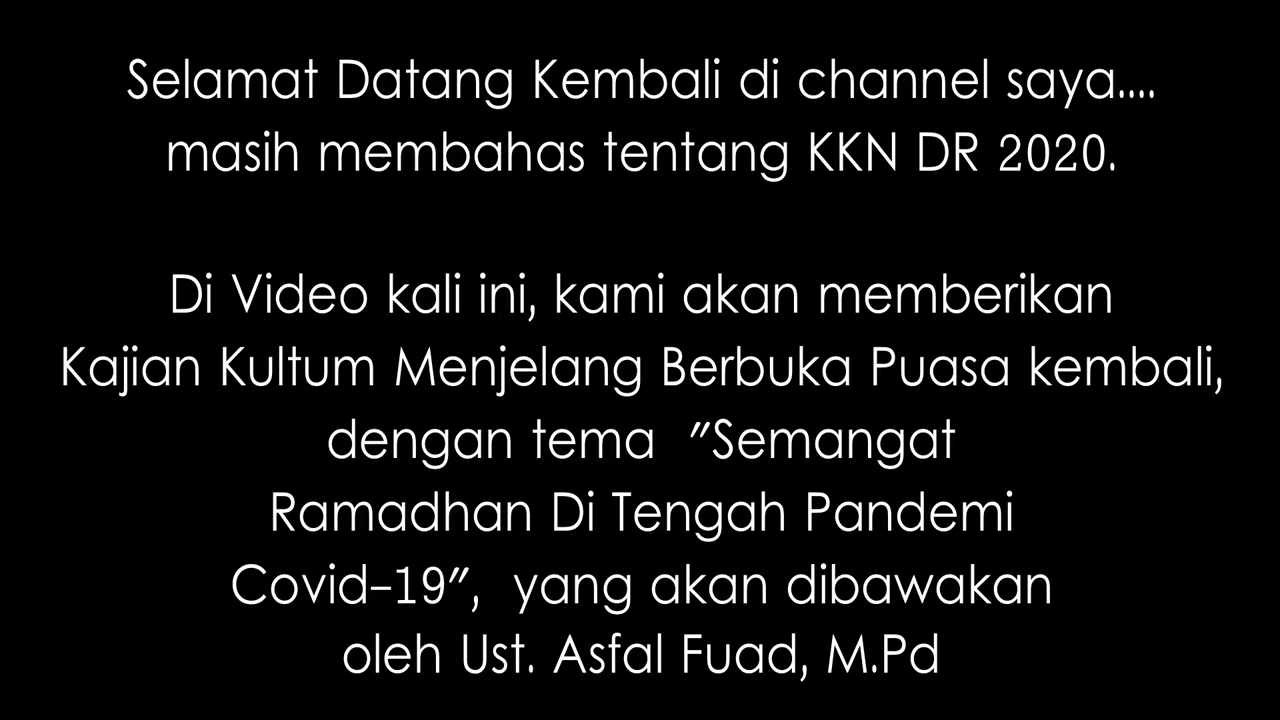 Selamat Datang Kembali di channel saya....
masih membahas tentang KKN DR 2020.
Di Video kali ini, kami akan memberikan
Kajian Kultum Menjelang Berbuka Puasa kembali,
dengan tema "Semangat
Ramadhan Di Tengah Pandemi
Covid-19", yang akan dibawakan
oleh Ust. Asfal Fuad, M.Pd